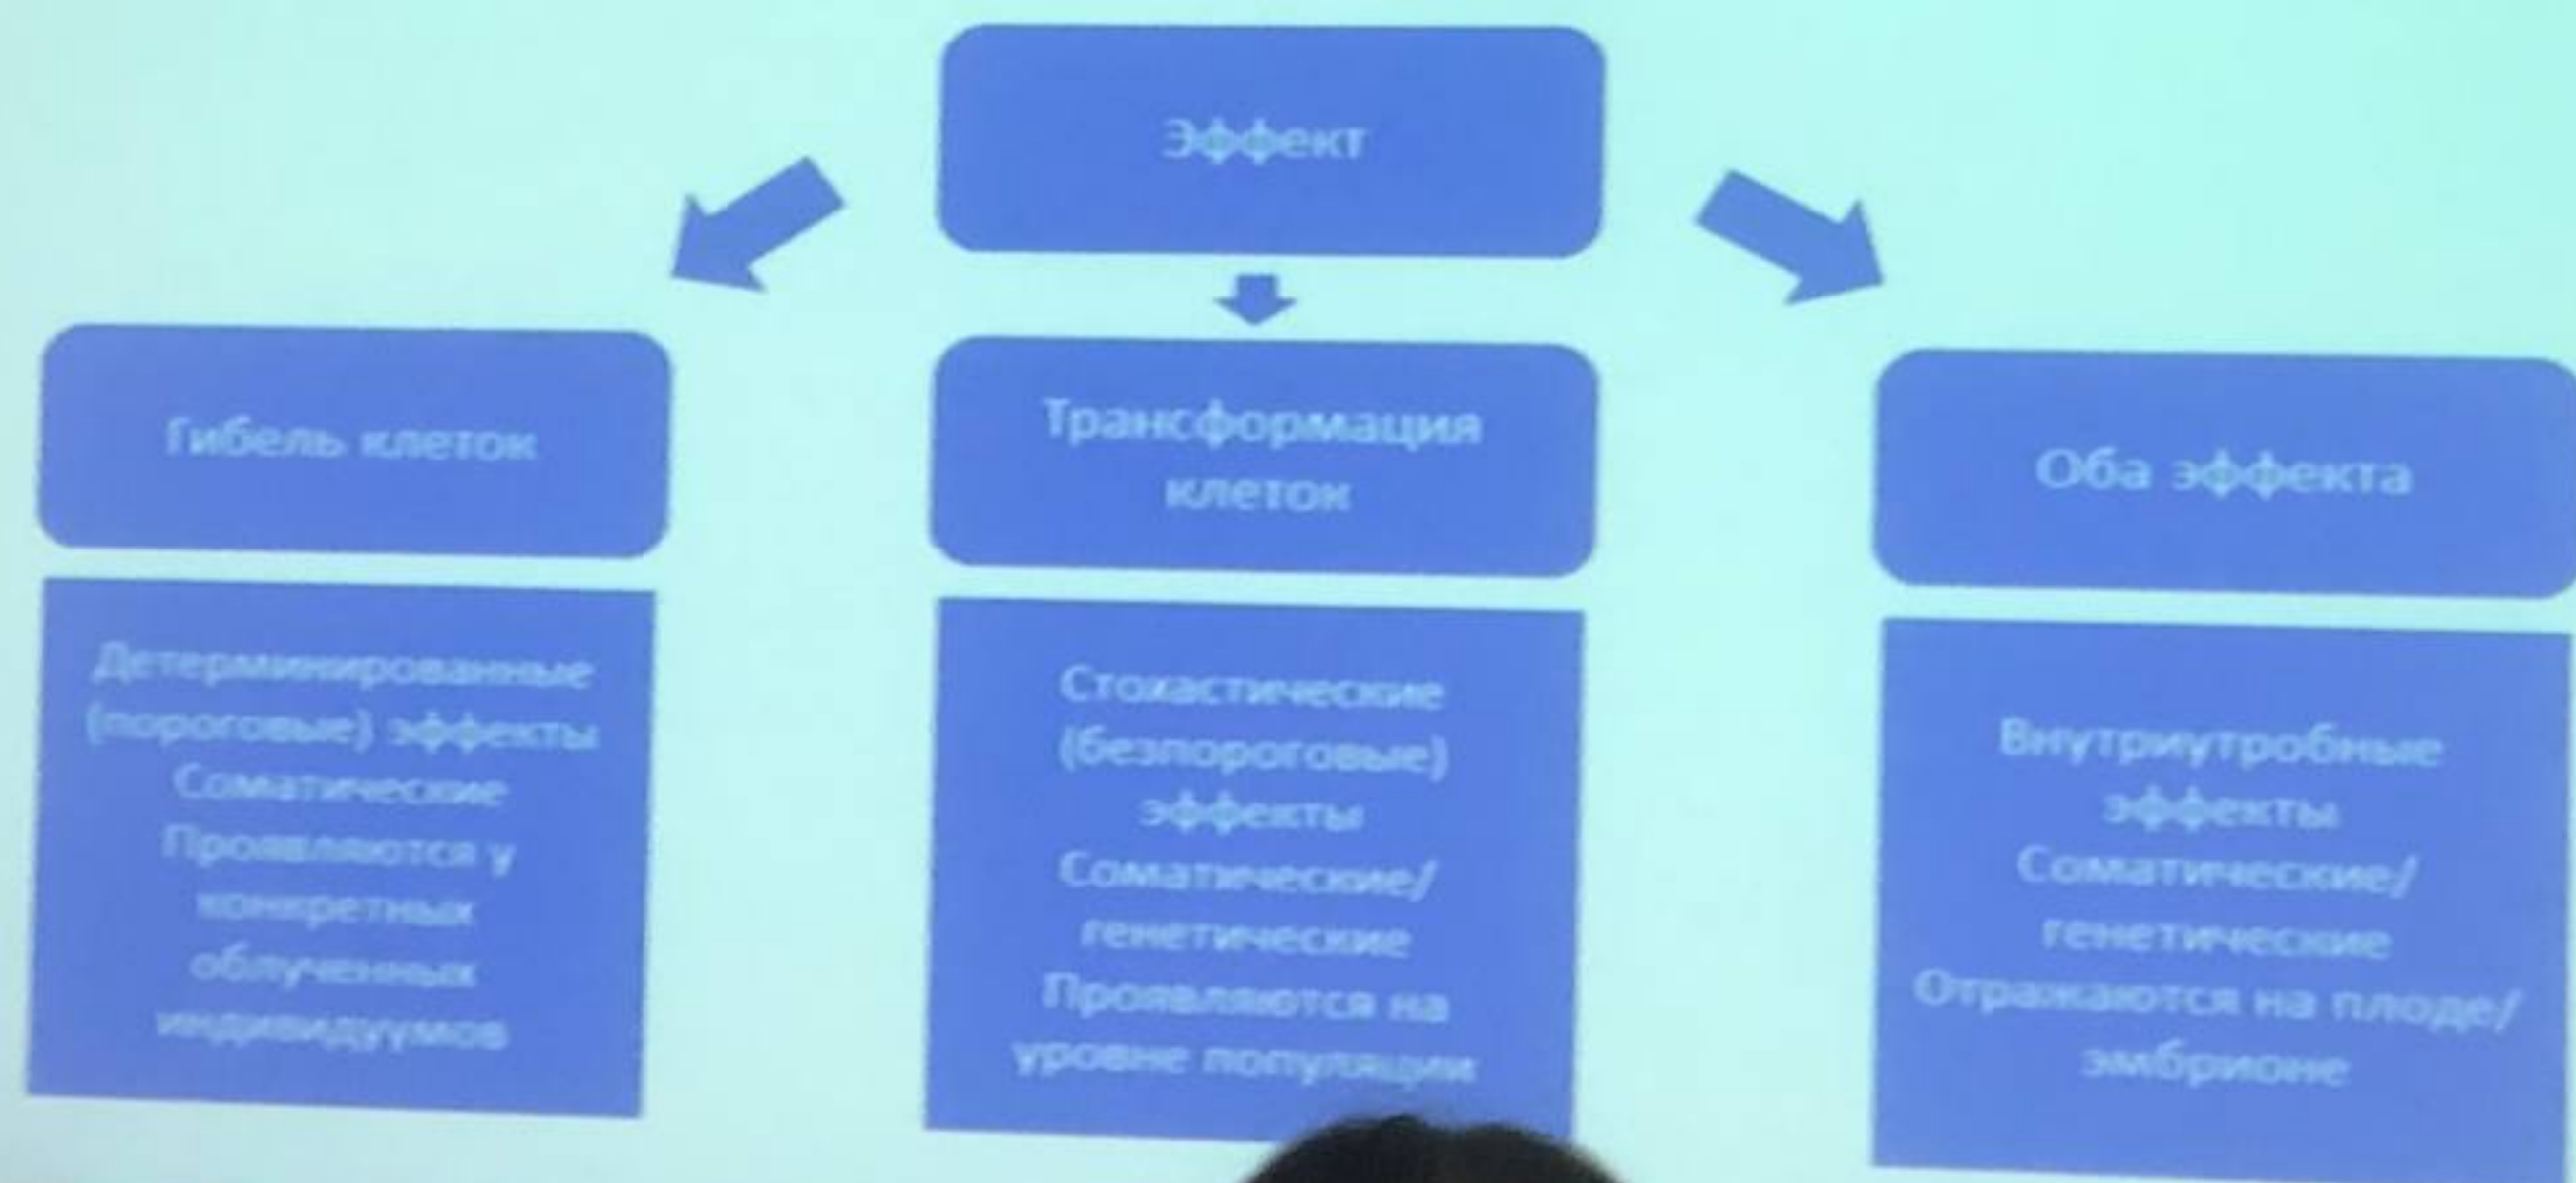 Эффект
Гибель клеток
Трансформация
клеток
Оба эффекта
Детерминированные
(пороговые) эффекты
Соматические
Проявляются у
конкретных
облученных
индивидуумов
Стохастические
(безпороговые)
эффекты
Соматические/
генетические
Проявляются на
уровне популяции
Внутриутробные
эффекты
Соматические/
генетические
Отражаются на плоде/
эмбрионе